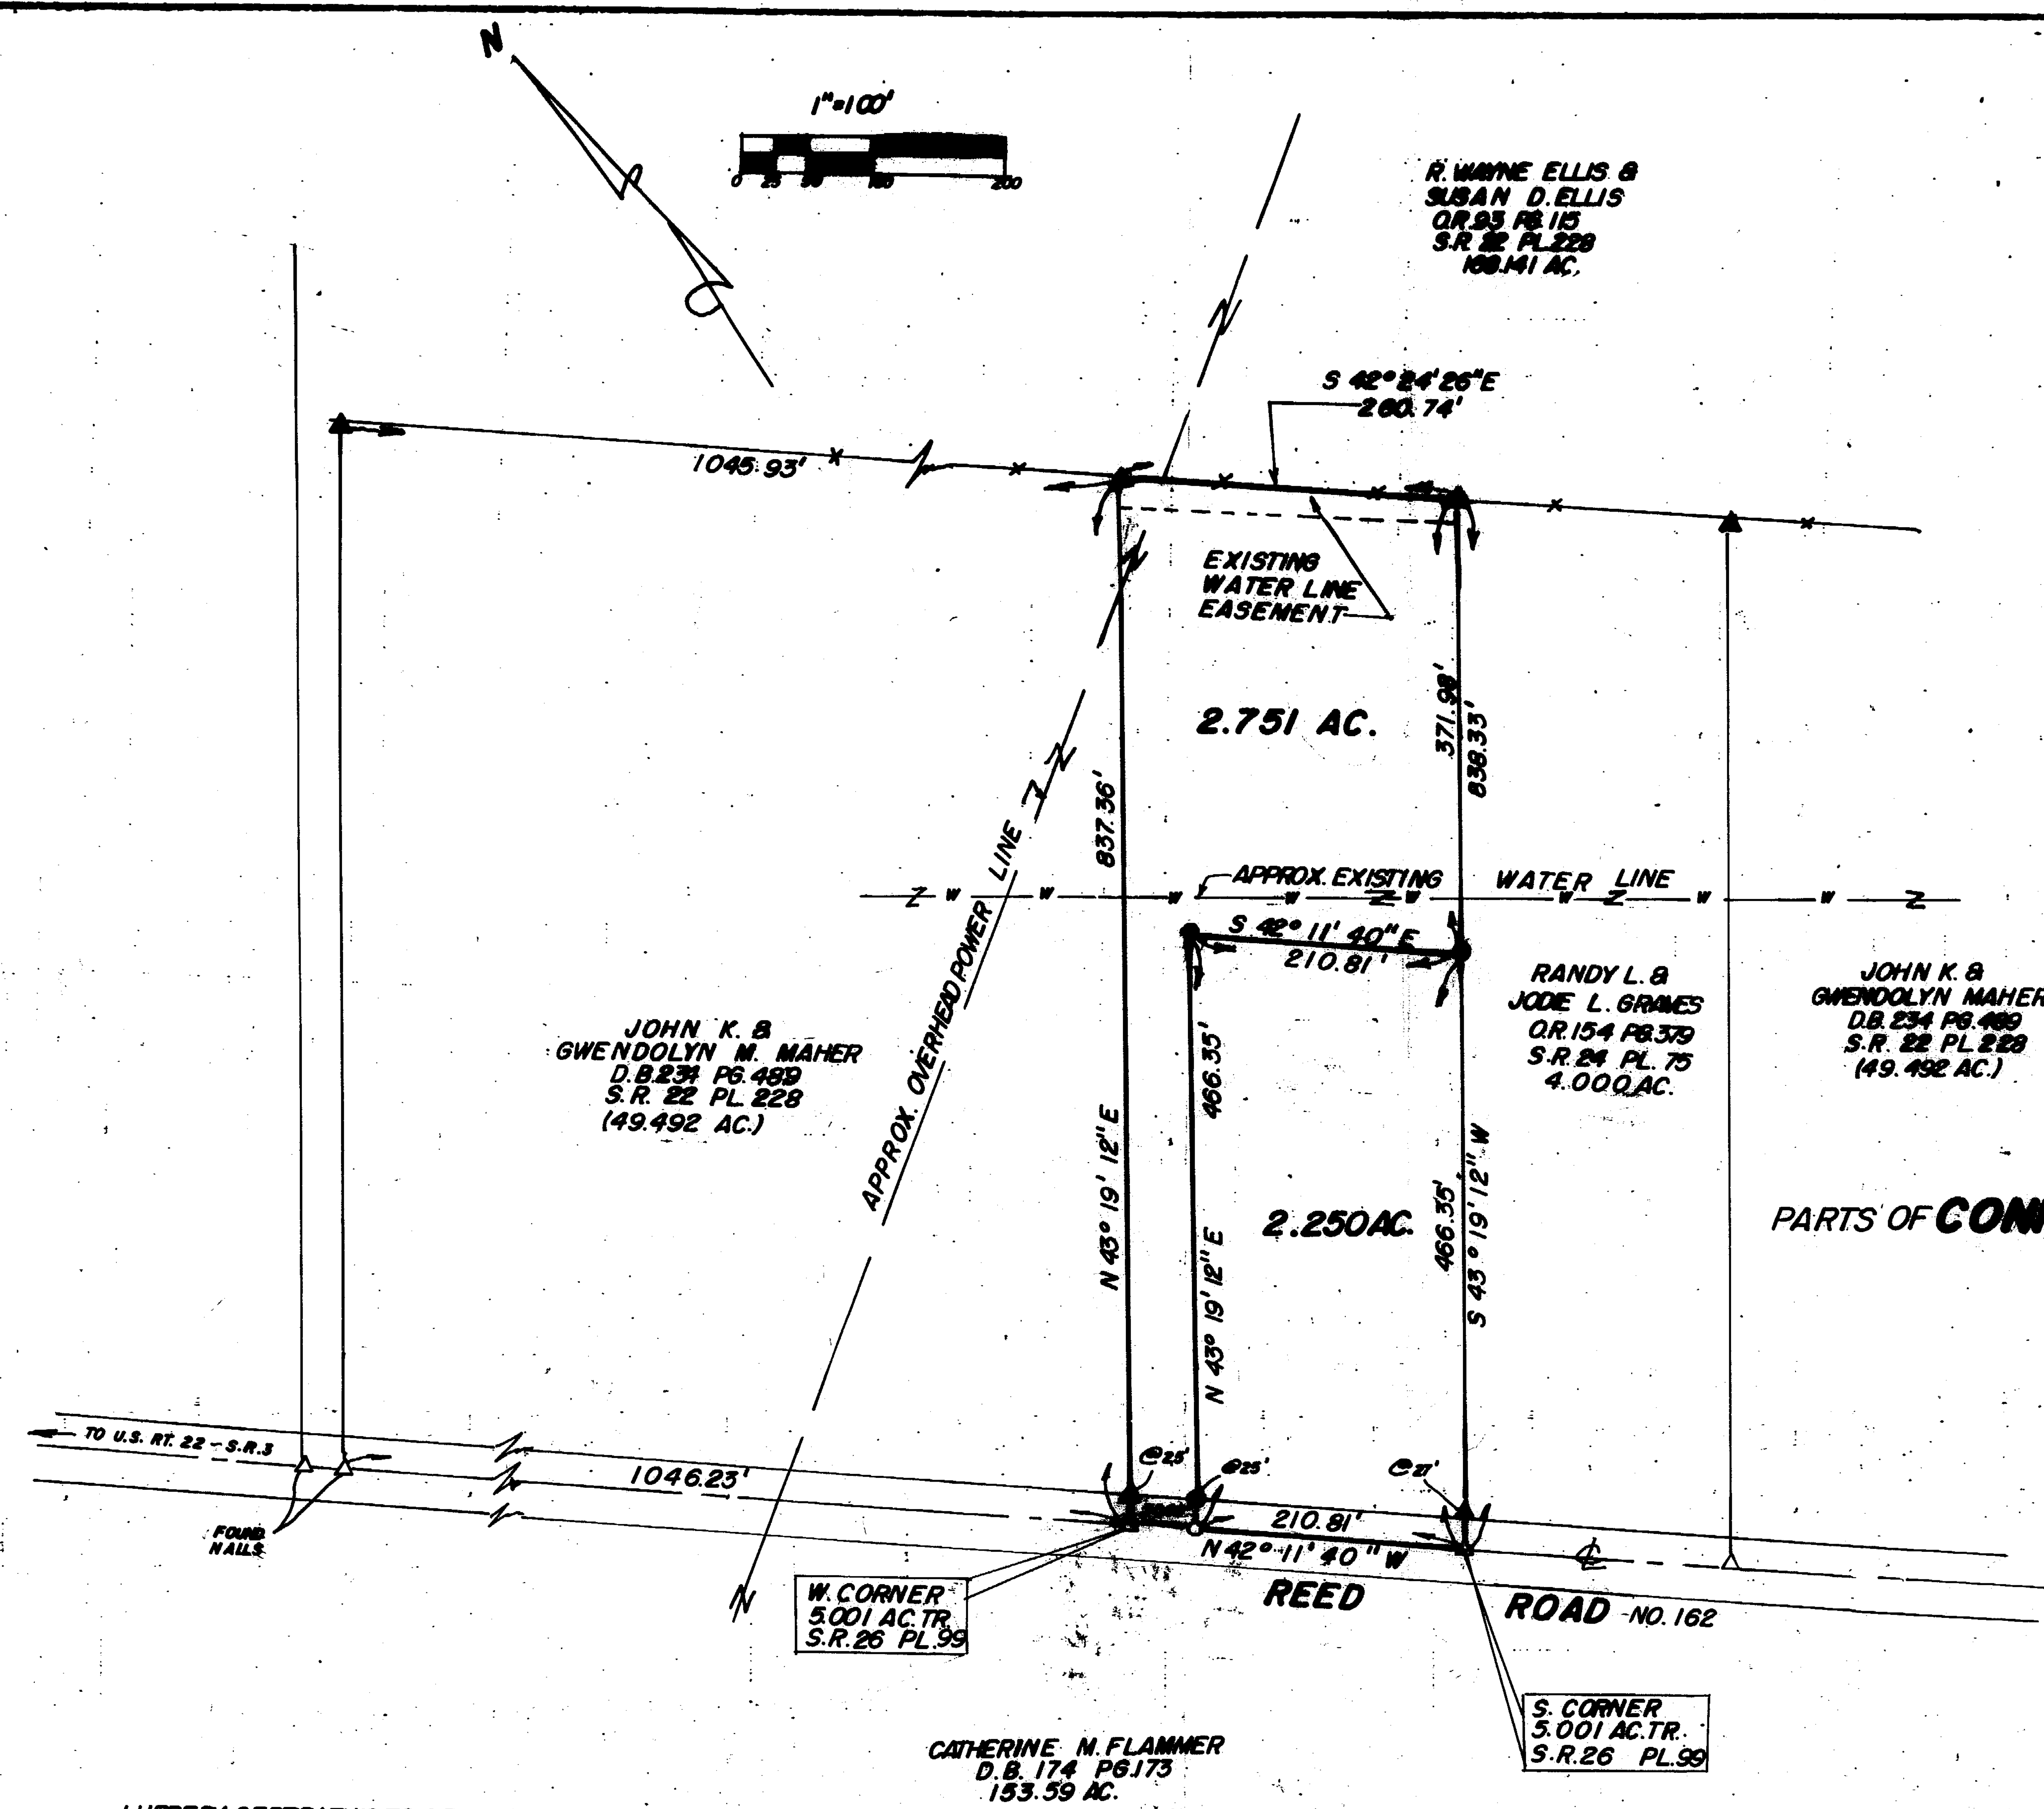 N
1"=100'
0 25 50 100 200
R. WAYNE ELLIS &
SUSAN D. ELLIS
O.R. 93 PG. 115
S.R. 22 PL. 228
AC.
S 42° 24' 26" E
260.74'
1045.93'
EXISTING
WATER LINE
EASEMENT
2.751 AC.
371.98'
838.33'
837.36'
APPROX. EXISTING WATER LINE
S 42° 11' 40" E
210.81'
APPROX. OVERHEAD POWER LINE
JOHN K. &
GWENDOLYN M. MAHER
D.B. 234 PG. 489
S.R. 22 PL. 228
(49.492 AC.)
RANDY L. &
JODIE L. GRAVES
O.R. 154 PG. 379
S.R. 24 PL. 75
4.000 AC.
JOHN K. &
GWENDOLYN MAHER
D.B. 234 PG. 489
S.R. 22 PL. 228
(49.492 AC.)
466.35'
N 43° 19' 12" E
N 43° 19' 12" E
2.250 AC.
466.35'
S 43° 19' 12" W
PARTS OF
TO U.S. RT. 22 - S.R. 3
1046.23'
@ 25'
@ 25'
@ 27'
FOUND
NAILS
210.81'
N 42° 11' 40" W
REED ROAD - NO. 162
W. CORNER
5.001 AC. TR.
S.R. 26 PL. 99
S. CORNER
5.001 AC. TR.
S.R. 26 PL. 99
CATHERINE M. FLAMMER
D.B. 174 PG. 173
153.59 AC.